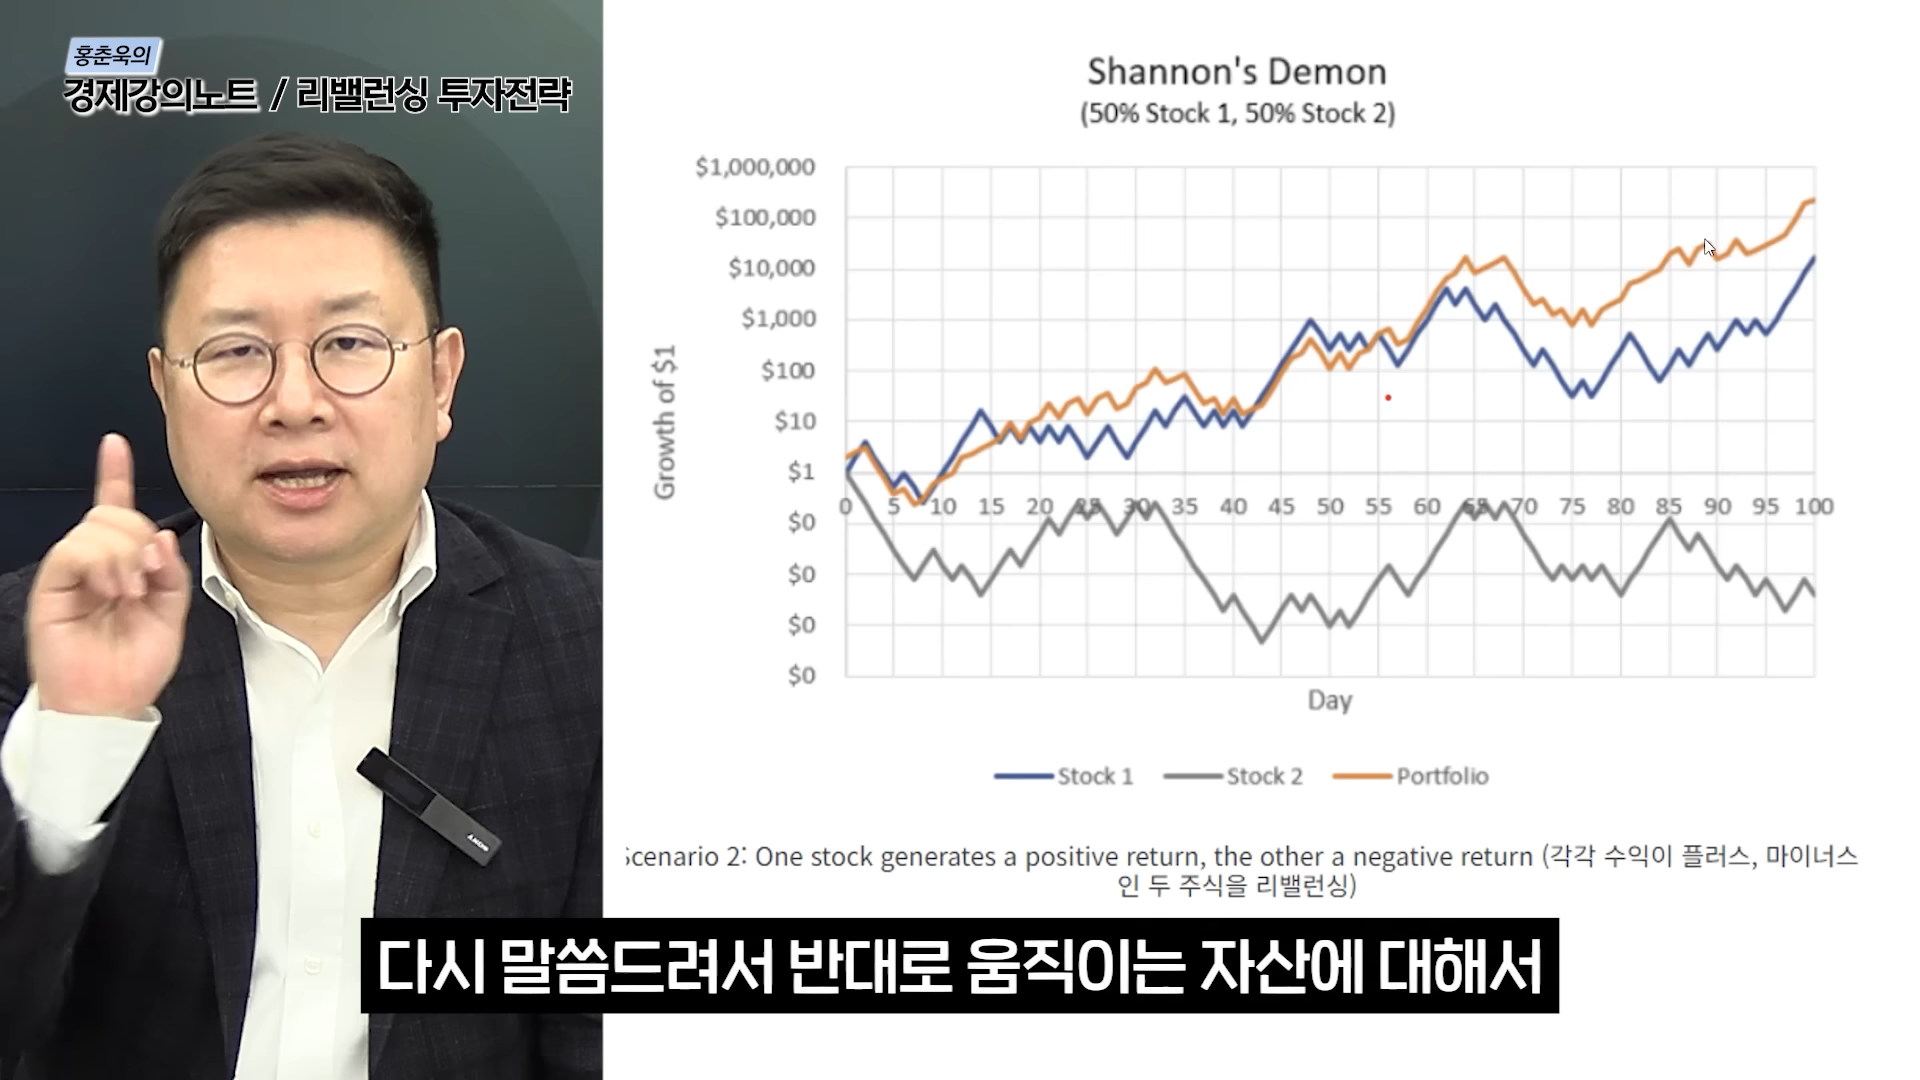 홍춘욱의
경제강의노트 / 리밸런싱 투자전략
Shannon's Demon
(50% Stock 1, 50% Stock 2)
$1,000,000
$100,000
$10,000
$1,000
$100
$10
$1
$0
$0
$0
$0
Growth of $1
0 5 10 15 20 25 30 35 40 45 50 55 60 65 70 75 80 85 90 95 100
Day
Stock 1 Stock 2 Portfolio
Scenario 2: One stock generates a positive return, the other a negative return (각각 수익이 플러스, 마이너스
인 두 주식을 리밸런싱)
SONY
다시 말씀드려서 반대로 움직이는 자산에 대해서